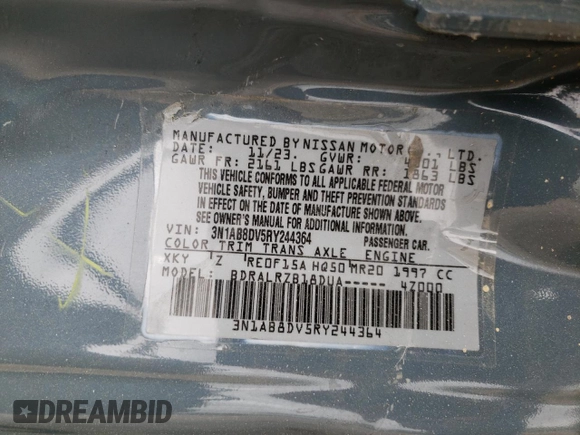 MANUFACTURED BY NISSAN MOTOR LTD.
DATE: 11/23. GVWR: LBS
GAWR FR: 2161 LBS GAWR RR: 1863 LBS
THIS VEHICLE CONFORMS TO ALL APPLICABLE FEDERAL MOTOR
VEHICLE SAFETY, BUMPER AND THEFT PREVENTION STANDARDS
IN EFFECT ON THE DATE OF MANUFACTURE SHOWN ABOVE.
SEE OWNER'S MANUAL FOR ADDITIONAL INFORMATION.
VIN: 3N1AB8DV5RY244364 PASSENGER CAR.
COLOR TRIM TRANS AXLE ENGINE
XKY Z RE0F15A HQ50 MR20 1997 CC
MODEL: BDRALRZB18DUA----- 4Z000
3N1AB8DV5RY244364
DREAMBID